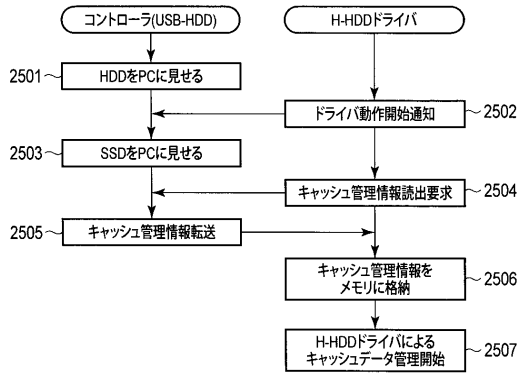 コントローラ(USB-HDD)
H-HDDドライバ
2501
HDDをPCに見せる
ドライバ動作開始通知
2502
2503
SSDをPCに見せる
キャッシュ管理情報読出要求
2504
2505
キャッシュ管理情報転送
キャッシュ管理情報を
メモリに格納
2506
H-HDDドライバによる
キャッシュデータ管理開始
2507